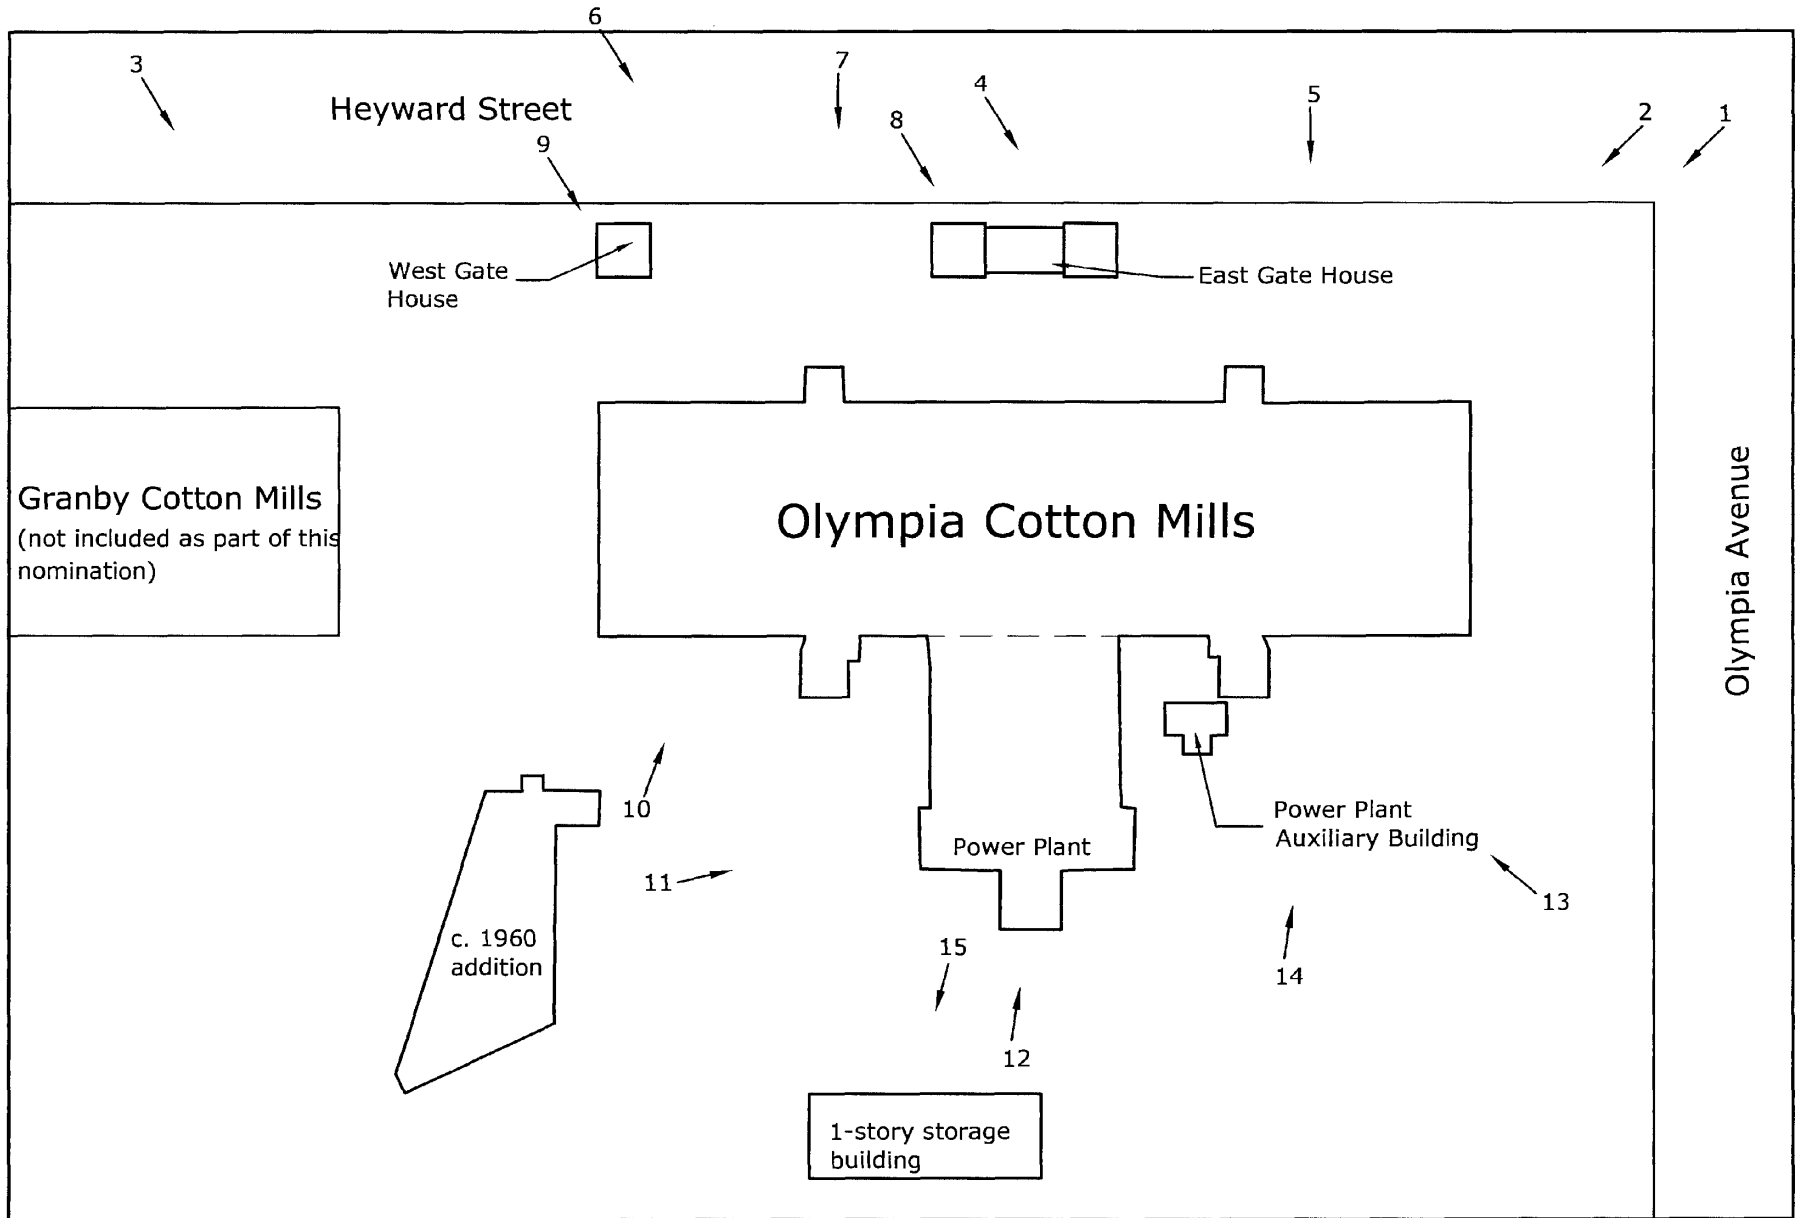 6
3
7
4
5
2
1
Heyward Street
8
9
West Gate
House
East Gate House
Granby Cotton Mills
(not included as part of this
nomination)
Olympia Cotton Mills
Olympia Avenue
10
Power Plant
Auxiliary Building
Power Plant
11
13
c. 1960
addition
15
14
12
1-story storage
building